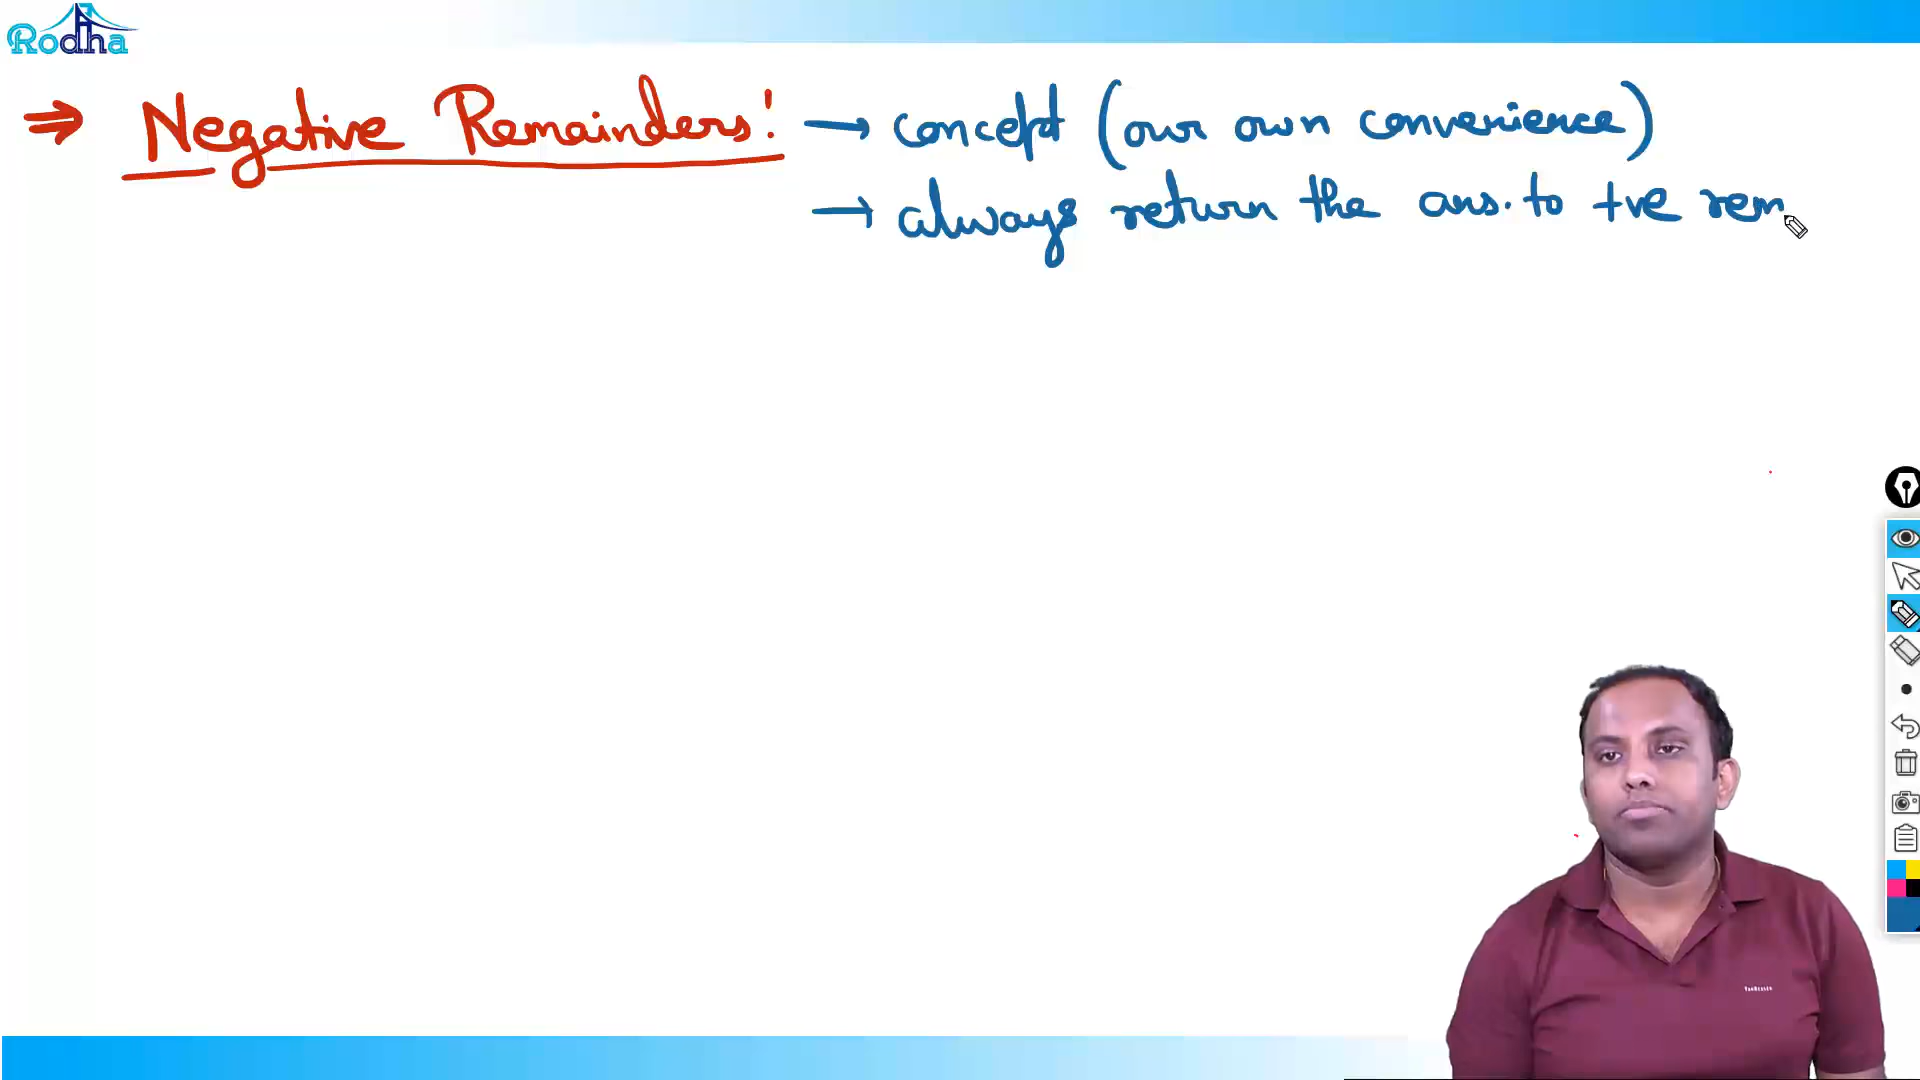 Rodha
⇒ Negative Remainders! → concept (our own convenience)
→ always return the ans. to +ve rem